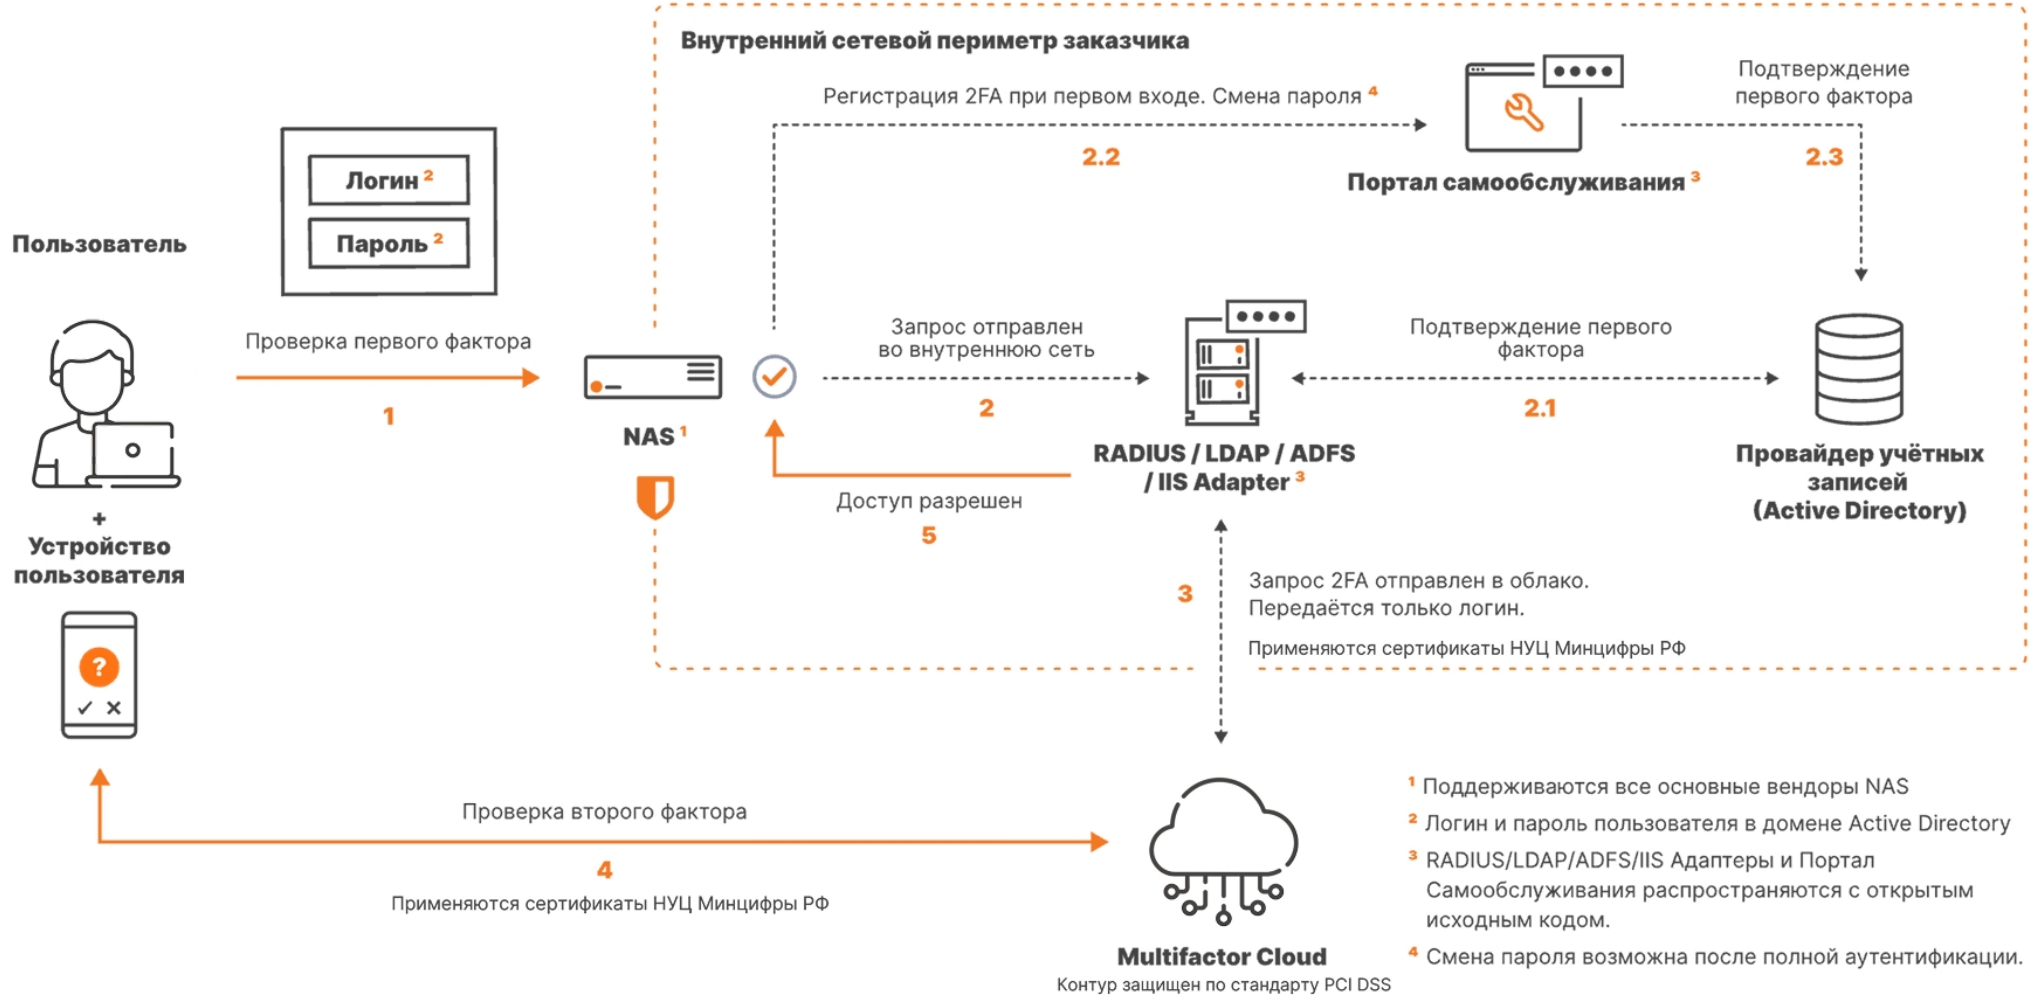 Внутренний сетевой периметр заказчика
Регистрация 2FA при первом входе. Смена пароля 4
2.2
Подтверждение
первого фактора
2.3
Портал самообслуживания 3
Логин 2
Пароль 2
Пользователь
Проверка первого фактора
1
NAS 1
Запрос отправлен
во внутреннюю сеть
2
Подтверждение первого
фактора
2.1
RADIUS / LDAP / ADFS
/ IIS Adapter 3
Провайдер учётных
записей
(Active Directory)
Доступ разрешен
5
+
Устройство
пользователя
?
3
Запрос 2FA отправлен в облако.
Передаётся только логин.
Применяются сертификаты НУЦ Минцифры РФ
Проверка второго фактора
4
Применяются сертификаты НУЦ Минцифры РФ
Multifactor Cloud
Контур защищен по стандарту PCI DSS
1 Поддерживаются все основные вендоры NAS
2 Логин и пароль пользователя в домене Active Directory
3 RADIUS/LDAP/ADFS/IIS Адаптеры и Портал
Самообслуживания распространяются с открытым
исходным кодом.
4 Смена пароля возможна после полной аутентификации.